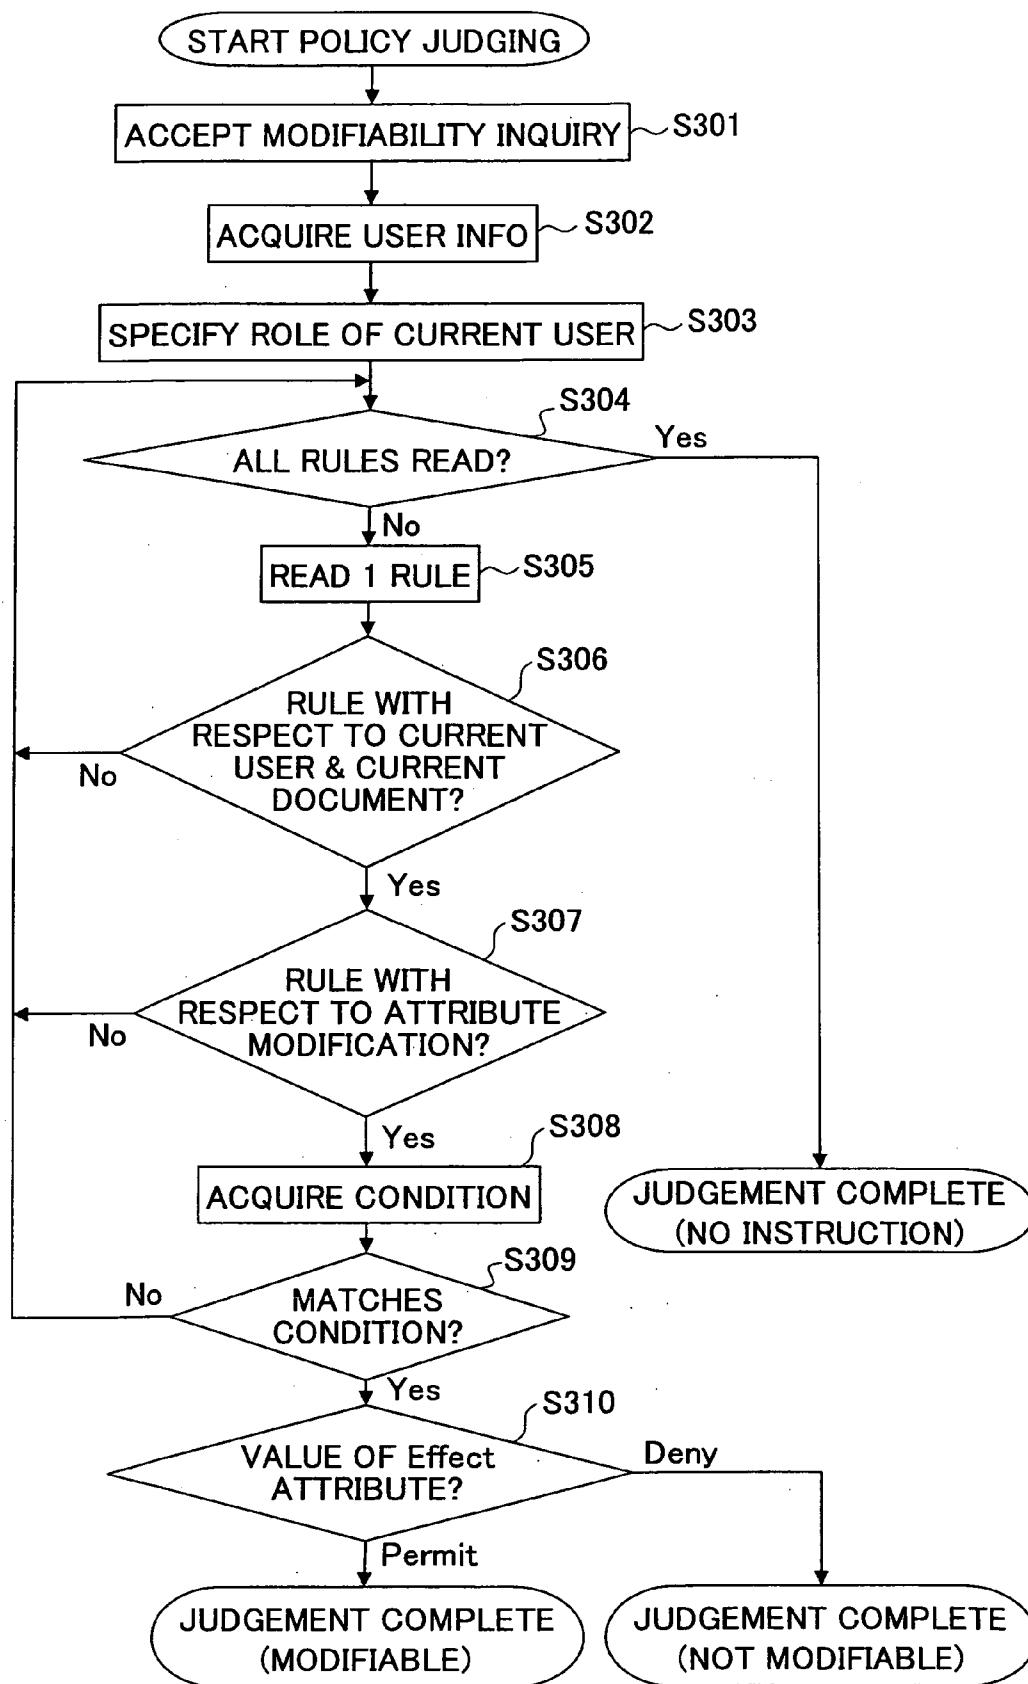 START POLICY JUDGING
ACCEPT MODIFIABILITY INQUIRY
S301
ACQUIRE USER INFO
S302
SPECIFY ROLE OF CURRENT USER
S303
S304
ALL RULES READ?
Yes
No
READ 1 RULE
S305
S306
RULE WITH
RESPECT TO CURRENT
USER & CURRENT
DOCUMENT?
No
Yes
S307
RULE WITH
RESPECT TO ATTRIBUTE
MODIFICATION?
No
Yes
S308
ACQUIRE CONDITION
JUDGEMENT COMPLETE
(NO INSTRUCTION)
S309
No
MATCHES
CONDITION?
Yes
S310
VALUE OF Effect
ATTRIBUTE?
Deny
Permit
JUDGEMENT COMPLETE
(MODIFIABLE)
JUDGEMENT COMPLETE
(NOT MODIFIABLE)